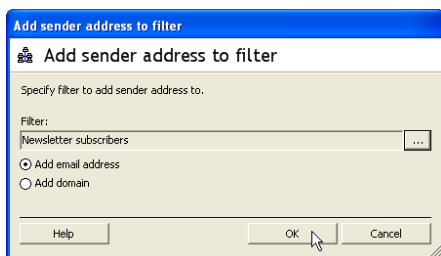 Add sender address to filter
Add sender address to filter
Specify filter to add sender address to.
Filter:
Newsletter subscribers
...
Add email address
Add domain
Help OK Cancel